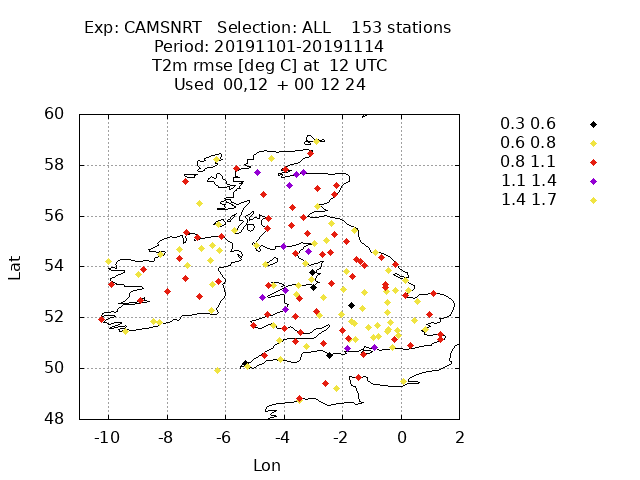 Exp: CAMSNRT   Selection: ALL    153 stations
Period: 20191101-20191114
T2m rmse [deg C] at  12 UTC
Used  00,12  + 00 12 24
60
58
56
54
52
50
48
Lat
-10 -8 -6 -4 -2 0 2
Lon
0.3 0.6
0.6 0.8
0.8 1.1
1.1 1.4
1.4 1.7